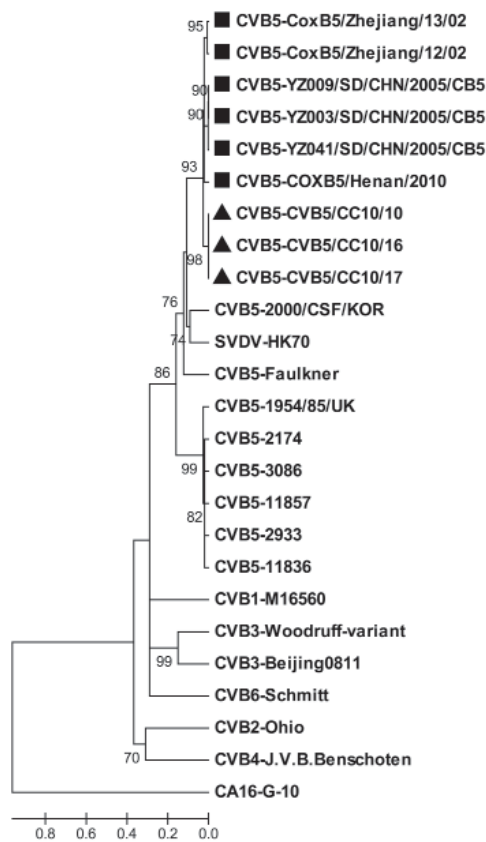 95
CVB5-CoxB5/Zhejiang/13/02
CVB5-CoxB5/Zhejiang/12/02
90
CVB5-YZ009/SD/CHN/2005/CB5
90
CVB5-YZ003/SD/CHN/2005/CB5
CVB5-YZ041/SD/CHN/2005/CB5
93
CVB5-COXB5/Henan/2010
CVB5-CVB5/CC10/10
CVB5-CVB5/CC10/16
98
CVB5-CVB5/CC10/17
76
CVB5-2000/CSF/KOR
74
SVDV-HK70
86
CVB5-Faulkner
CVB5-1954/85/UK
CVB5-2174
99
CVB5-3086
CVB5-11857
82
CVB5-2933
CVB5-11836
CVB1-M16560
CVB3-Woodruff-variant
99
CVB3-Beijing0811
CVB6-Schmitt
CVB2-Ohio
70
CVB4-J.V.B.Benschoten
CA16-G-10
0.8 0.6 0.4 0.2 0.0